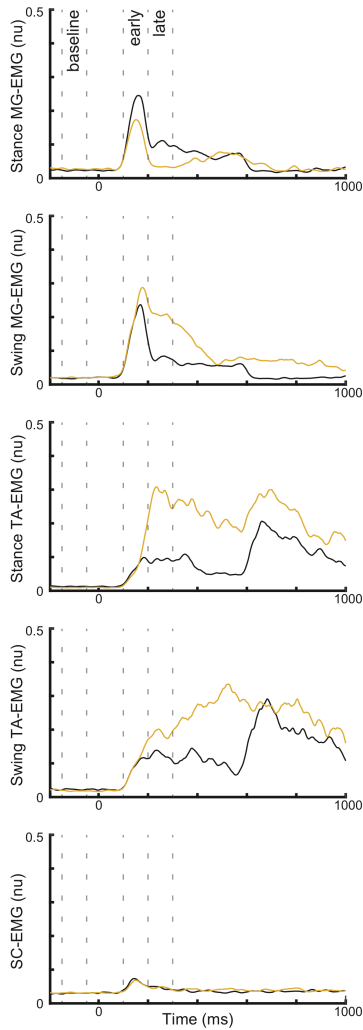 0.5
baseline
early
late
Stance MG-EMG (nu)
0
0
1000
0.5
Swing MG-EMG (nu)
0
0
1000
0.5
Stance TA-EMG (nu)
0
0
1000
0.5
Swing TA-EMG (nu)
0
0
1000
0.5
SC-EMG (nu)
0
0
Time (ms)
1000